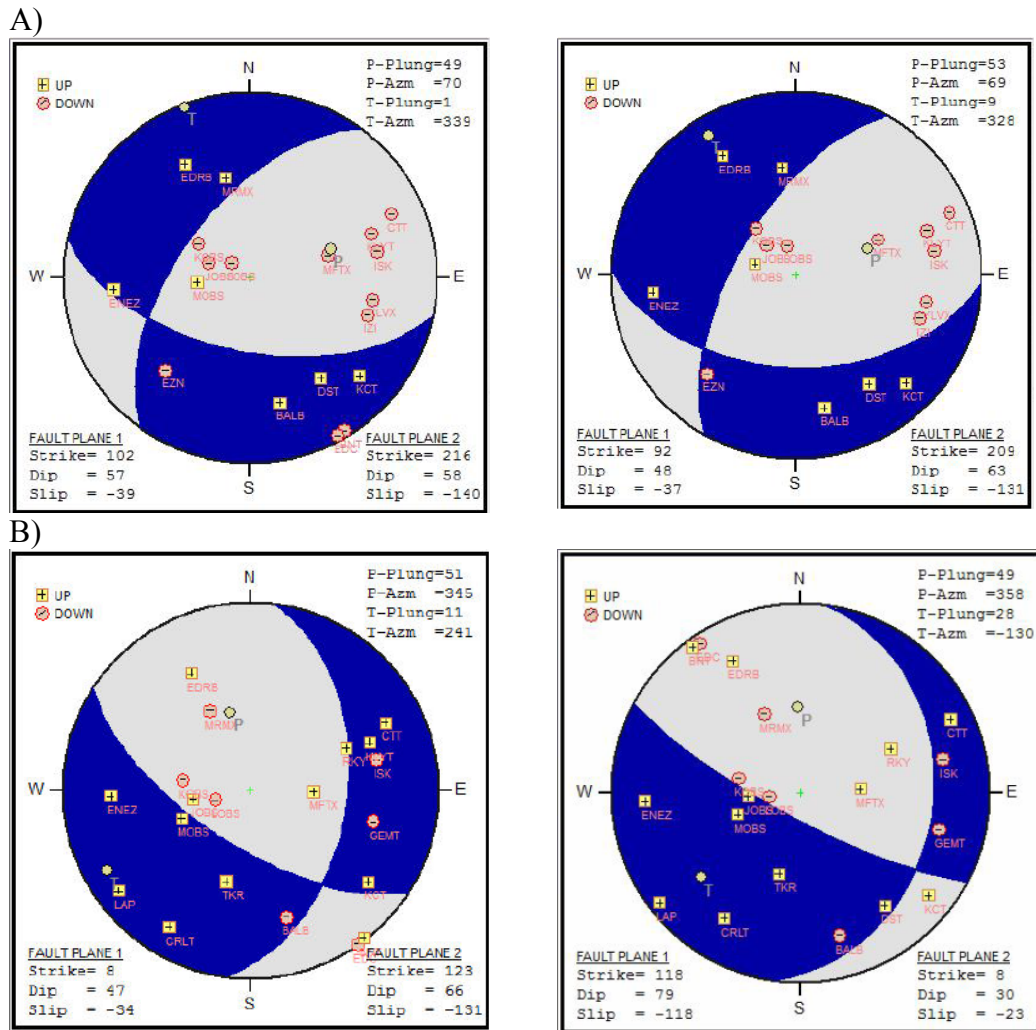 A)
N
UP
DOWN
P-Plung=49
P-Azm =70
T-Plung=1
T-Azm =339
T
EDRB
MRMX
CTT
ISK
MFTX
P
KOBS
JOBS
MOBS
W
E
ENEZ
IZI
EZN
DST
KCT
BALB
FAULT PLANE 1
Strike= 102
Dip = 57
Slip = -39
FAULT PLANE 2
Strike= 216
Dip = 58
Slip = -140
S
N
UP
DOWN
P-Plung=53
P-Azm =69
T-Plung=9
T-Azm =328
T
EDRB
MRMX
CTT
ISK
MFTX
P
MOBS
W
E
ENEZ
IZI
EZN
DST
KCT
BALB
FAULT PLANE 1
Strike= 92
Dip = 48
Slip = -37
FAULT PLANE 2
Strike= 209
Dip = 63
Slip = -131
S
B)
N
UP
DOWN
P-Plung=51
P-Azm =345
T-Plung=11
T-Azm =241
EDRB
MRMX
P
CTT
RKY
ISK
KOBS
W
E
ENEZ
MFTX
MOBS
GEMT
T
LAP
TKR
KCT
CRLT
BALB
FAULT PLANE 1
Strike= 8
Dip = 47
Slip = -34
FAULT PLANE 2
Strike= 123
Dip = 66
Slip = -131
S
N
UP
DOWN
P-Plung=49
P-Azm =358
T-Plung=28
T-Azm =-130
EDRB
MRMX
P
CTT
RKY
ISK
W
E
ENEZ
JOBS
MFTX
MOBS
GEMT
T
TKR
LAP
CRLT
DST
KCT
BALB
FAULT PLANE 1
Strike= 118
Dip = 79
Slip = -118
FAULT PLANE 2
Strike= 8
Dip = 30
Slip = -23
S